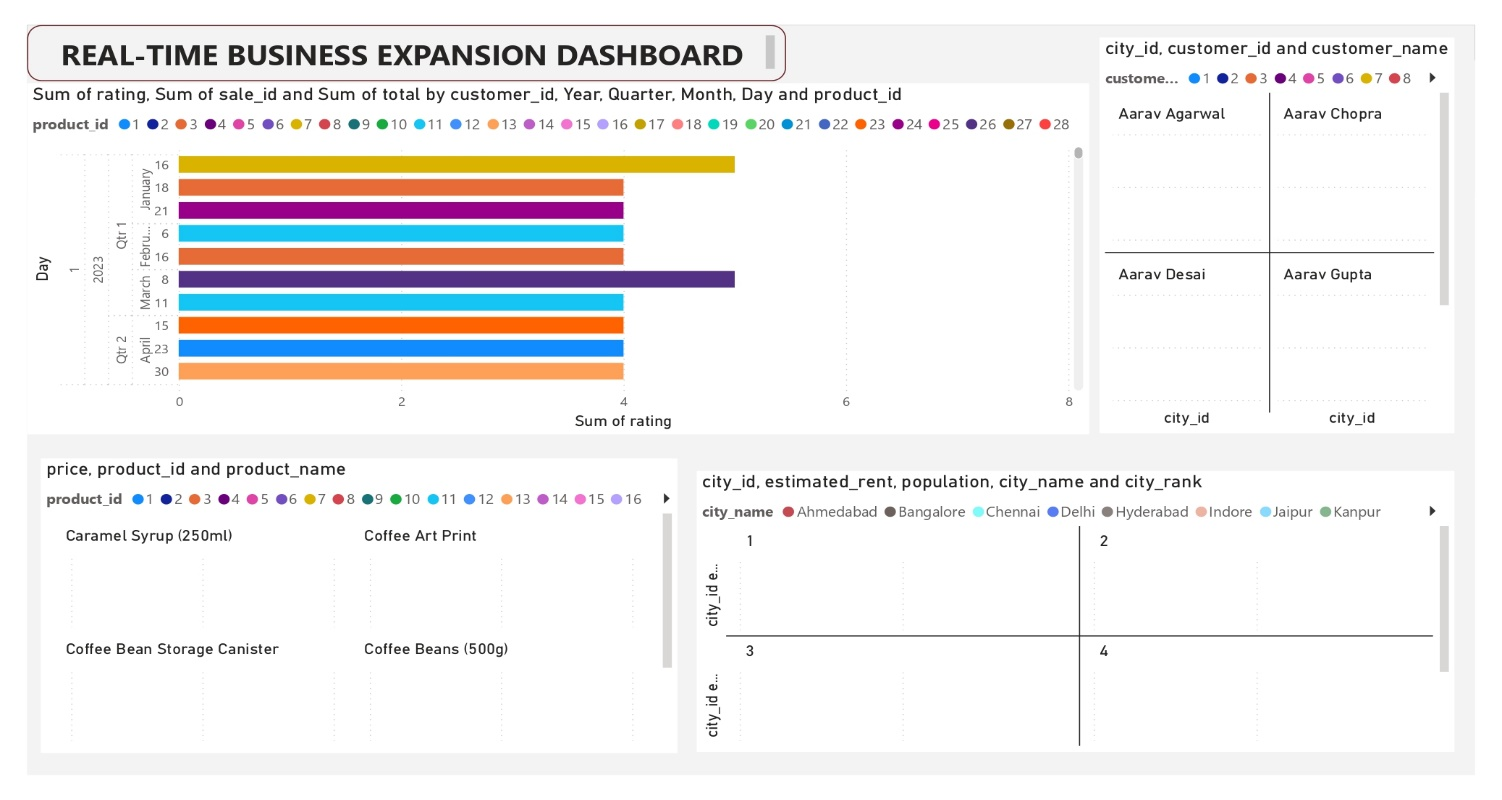 REAL-TIME BUSINESS EXPANSION DASHBOARD
Sum of rating, Sum of sale_id and Sum of total by customer_id, Year, Quarter, Month, Day and product_id
product_id 1 2 3 4 5 6 7 8 9 10 11 12 13 14 15 16 17 18 19 20 21 22 23 24 25 26 27 28
Day
1
2023
Qtr 1
Qtr 2
January
Febru...
March
April
16
18
21
6
16
8
11
15
23
30
0 2 4 6 8
Sum of rating
city_id, customer_id and customer_name
custome... 1 2 3 4 5 6 7 8
Aarav Agarwal Aarav Chopra
Aarav Desai Aarav Gupta
city_id city_id
price, product_id and product_name
product_id 1 2 3 4 5 6 7 8 9 10 11 12 13 14 15 16
Caramel Syrup (250ml) Coffee Art Print
Coffee Bean Storage Canister Coffee Beans (500g)
city_id, estimated_rent, population, city_name and city_rank
city_name Ahmedabad Bangalore Chennai Delhi Hyderabad Indore Jaipur Kanpur
1 2
city_id e...
3 4
city_id e...